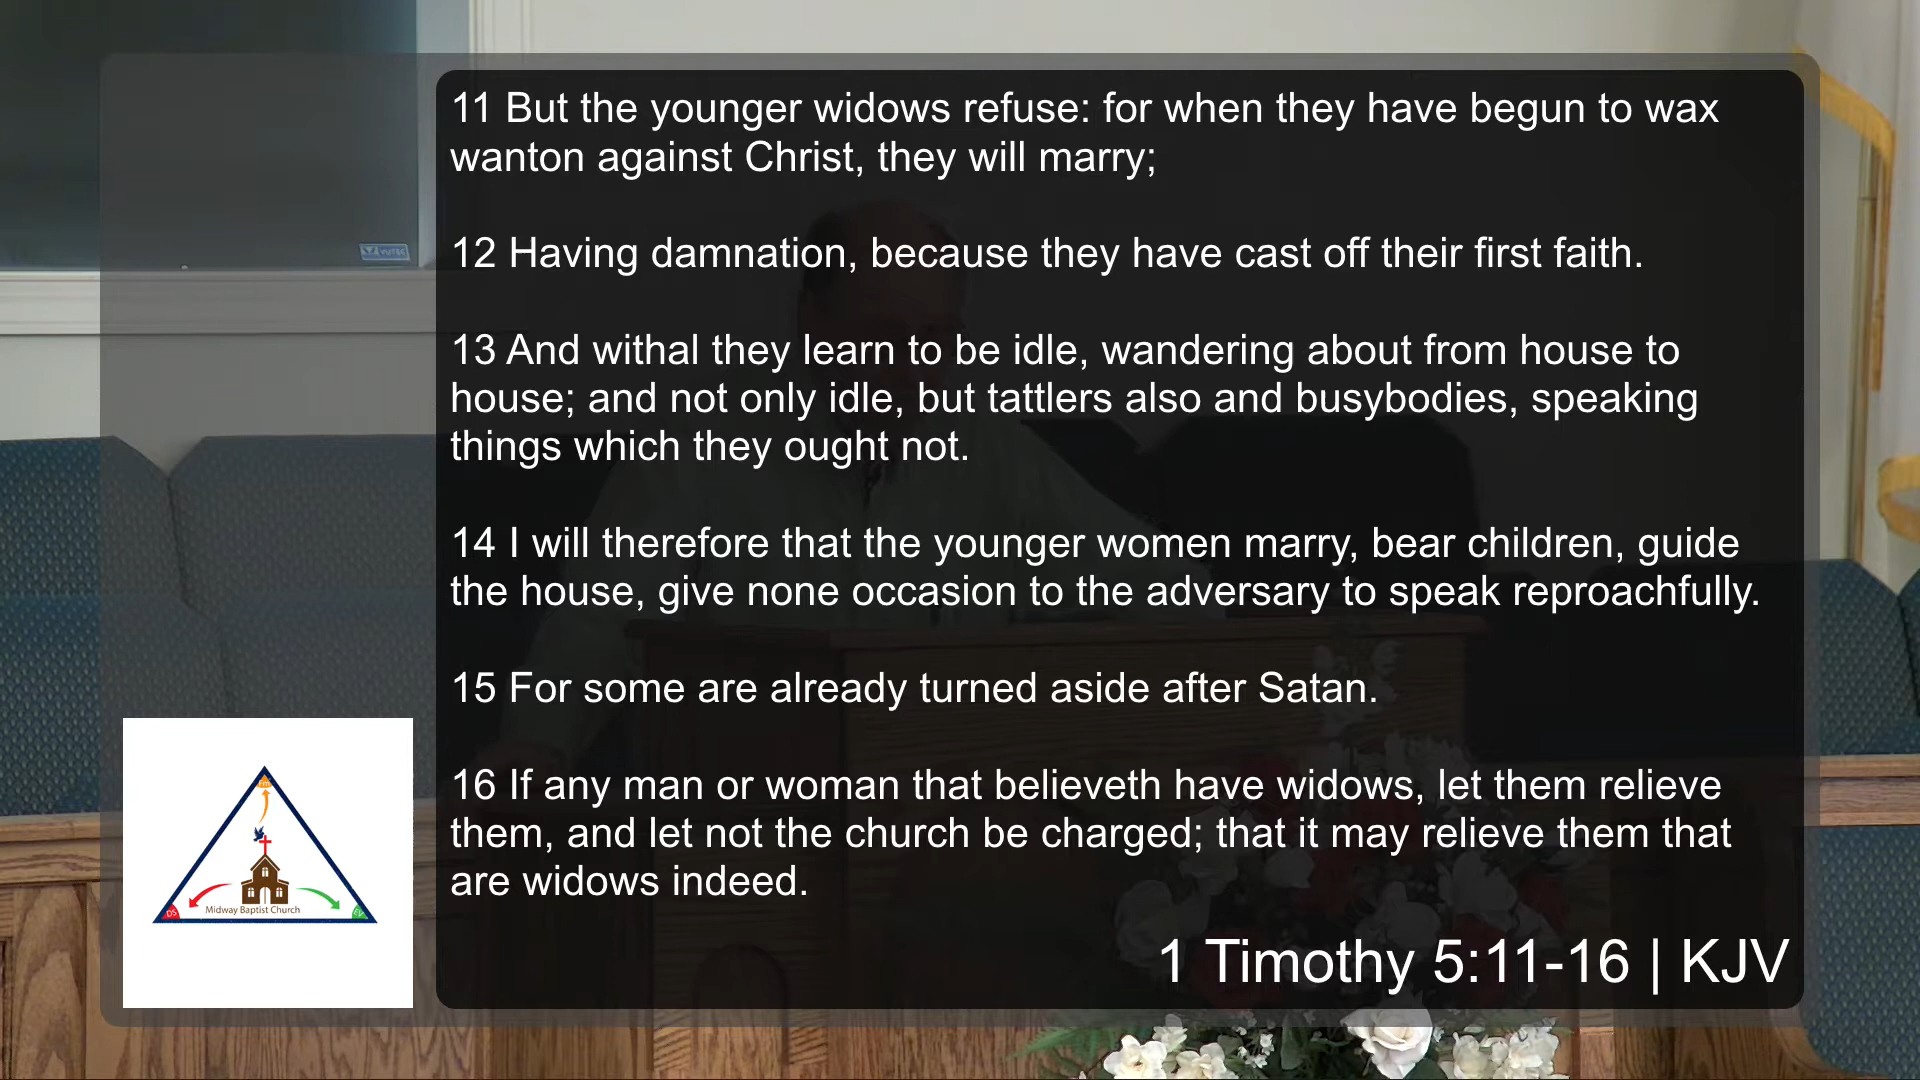 11 But the younger widows refuse: for when they have begun to wax
wanton against Christ, they will marry;
12 Having damnation, because they have cast off their first faith.
13 And withal they learn to be idle, wandering about from house to
house; and not only idle, but tattlers also and busybodies, speaking
things which they ought not.
14 I will therefore that the younger women marry, bear children, guide
the house, give none occasion to the adversary to speak reproachfully.
15 For some are already turned aside after Satan.
16 If any man or woman that believeth have widows, let them relieve
them, and let not the church be charged; that it may relieve them that
are widows indeed.
1 Timothy 5:11-16 | KJV
VUTEC
DS
Midway Baptist Church
EV